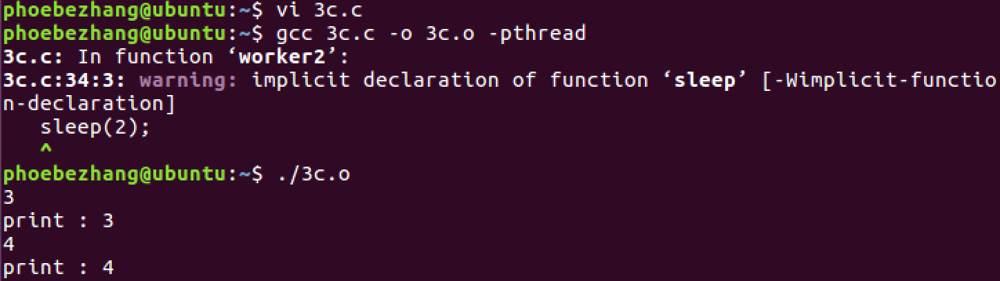 phoebezhang@ubuntu:~$ vi 3c.c
phoebezhang@ubuntu:~$ gcc 3c.c -o 3c.o -pthread
3c.c: In function ‘worker2’:
3c.c:34:3: warning: implicit declaration of function ‘sleep’ [-Wimplicit-functio
n-declaration]
   sleep(2);
   ^
phoebezhang@ubuntu:~$ ./3c.o
3
print : 3
4
print : 4